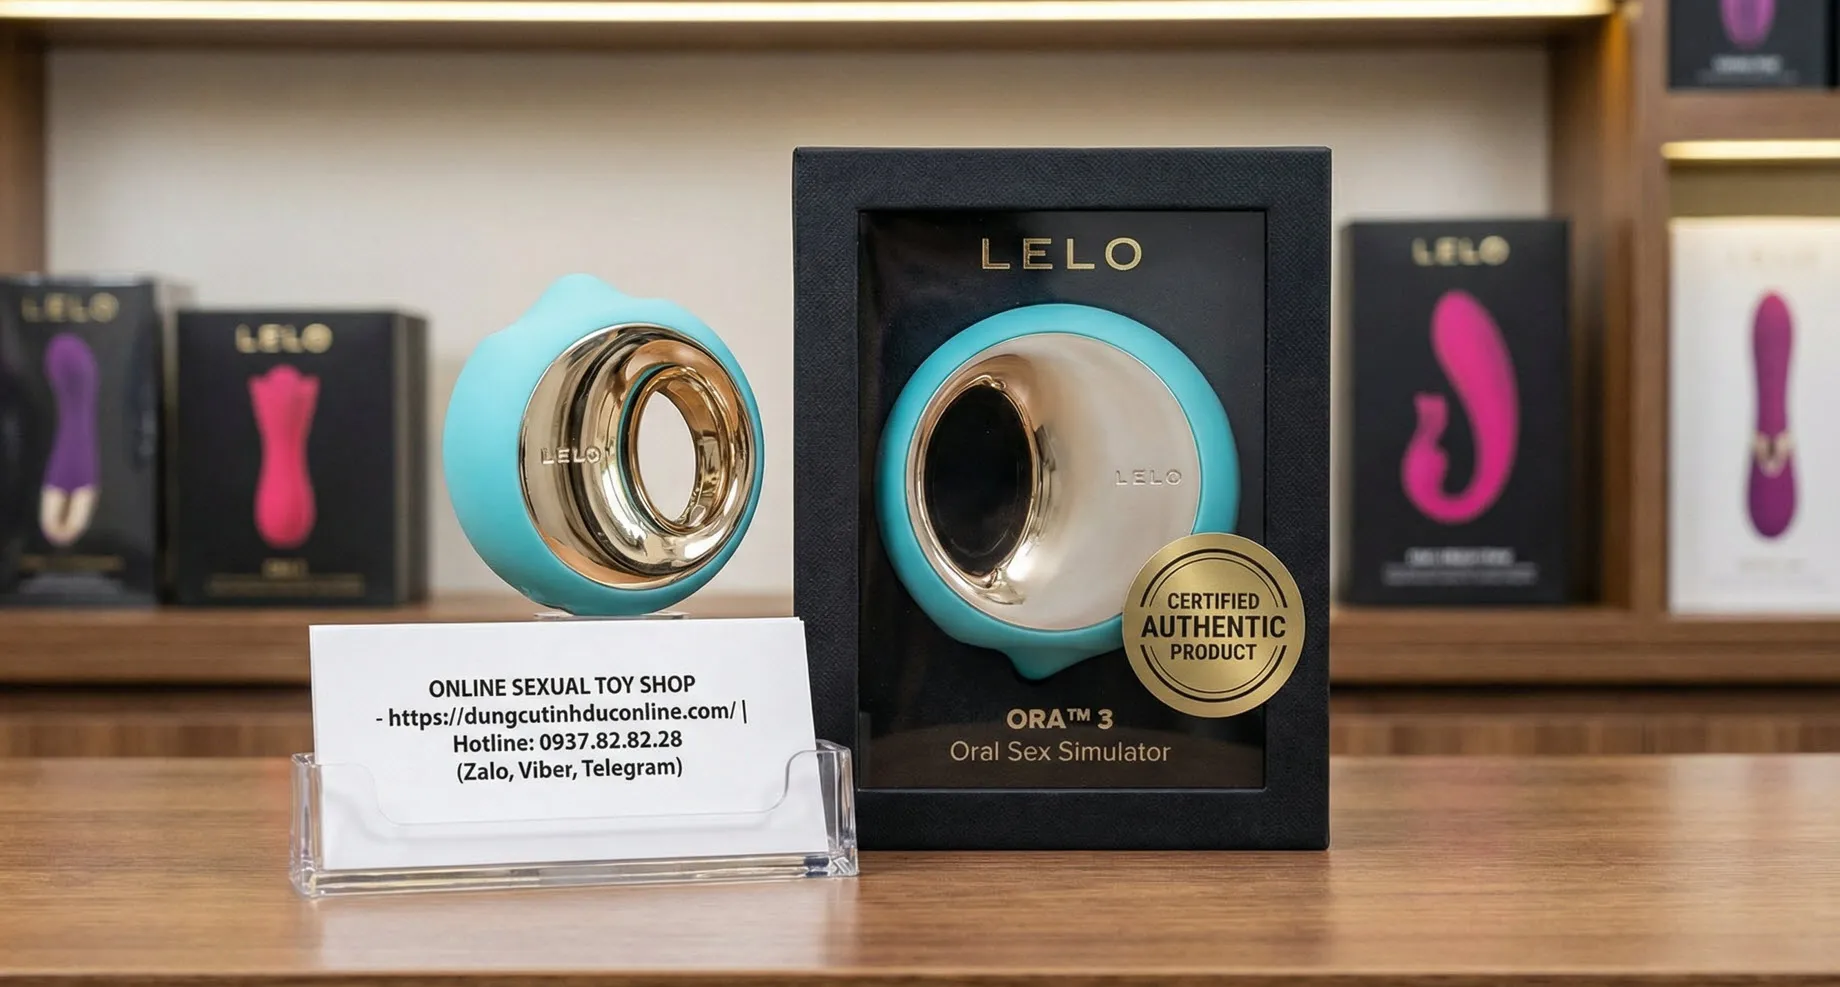 LELO
LELO
LELO
ONLINE SEXUAL TOY SHOP
- https://dungcutinhduconline.com/ |
Hotline: 0937.82.82.28
(Zalo, Viber, Telegram)
LELO
LELO
CERTIFIED
AUTHENTIC
PRODUCT
ORA™ 3
Oral Sex Simulator
LELO